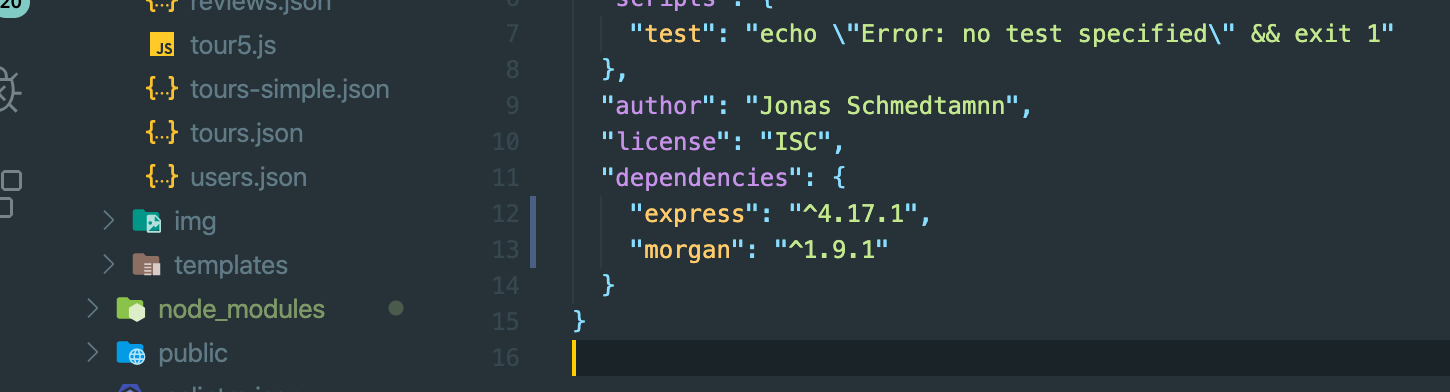 20
reviews.json
JS tour5.js
{...} tours-simple.json
{...} tours.json
{...} users.json
img
templates
node_modules
public
6 "scripts": {
7 "test": "echo \"Error: no test specified\" && exit 1"
8 },
9 "author": "Jonas Schmedtamnn",
10 "license": "ISC",
11 "dependencies": {
12 "express": "^4.17.1",
13 "morgan": "^1.9.1"
14 }
15 }
16